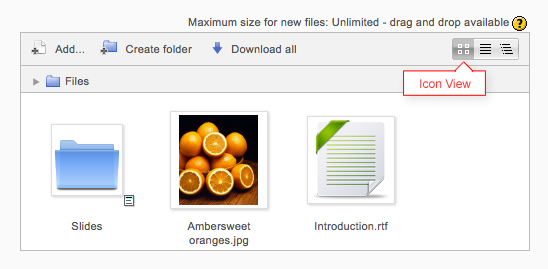 Maximum size for new files: Unlimited - drag and drop available ?
Add... Create folder Download all
Files
Icon View
Slides
Ambersweet
oranges.jpg
Introduction.rtf